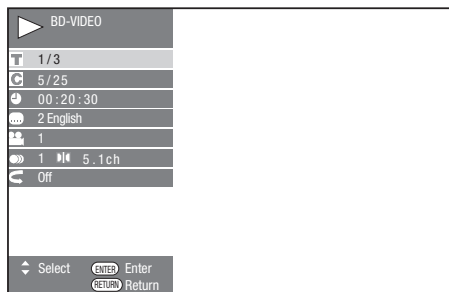 BD-VIDEO
T 1/3
C 5/25
00:20:30
2 English
1
1 5.1ch
Off
Select ENTER Enter
RETURN Return